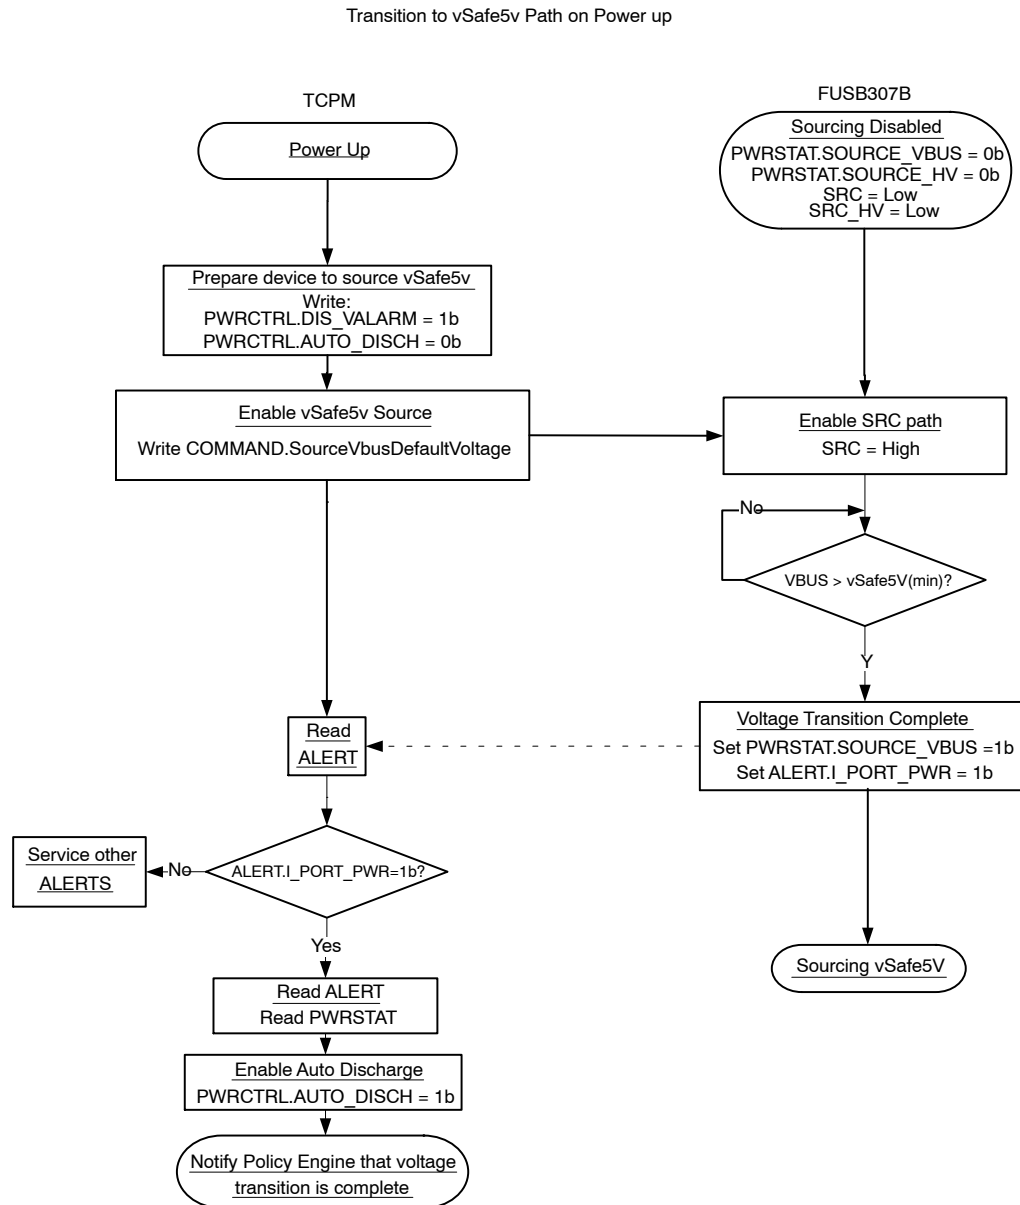 Transition to vSafe5v Path on Power up
TCPM
Power Up
Prepare device to source vSafe5v
Write:
PWRCTRL.DIS_VALARM = 1b
PWRCTRL.AUTO_DISCH = 0b
Enable vSafe5v Source
Write COMMAND.SourceVbusDefaultVoltage
Read
ALERT
ALERT.I_PORT_PWR=1b?
No
Service other
ALERTS
Yes
Read ALERT
Read PWRSTAT
Enable Auto Discharge
PWRCTRL.AUTO_DISCH = 1b
Notify Policy Engine that voltage
transition is complete
FUSB307B
Sourcing Disabled
PWRSTAT.SOURCE_VBUS = 0b
PWRSTAT.SOURCE_HV = 0b
SRC = Low
SRC_HV = Low
Enable SRC path
SRC = High
No
VBUS > vSafe5V(min)?
Y
Voltage Transition Complete
Set PWRSTAT.SOURCE_VBUS =1b
Set ALERT.I_PORT_PWR = 1b
Sourcing vSafe5V